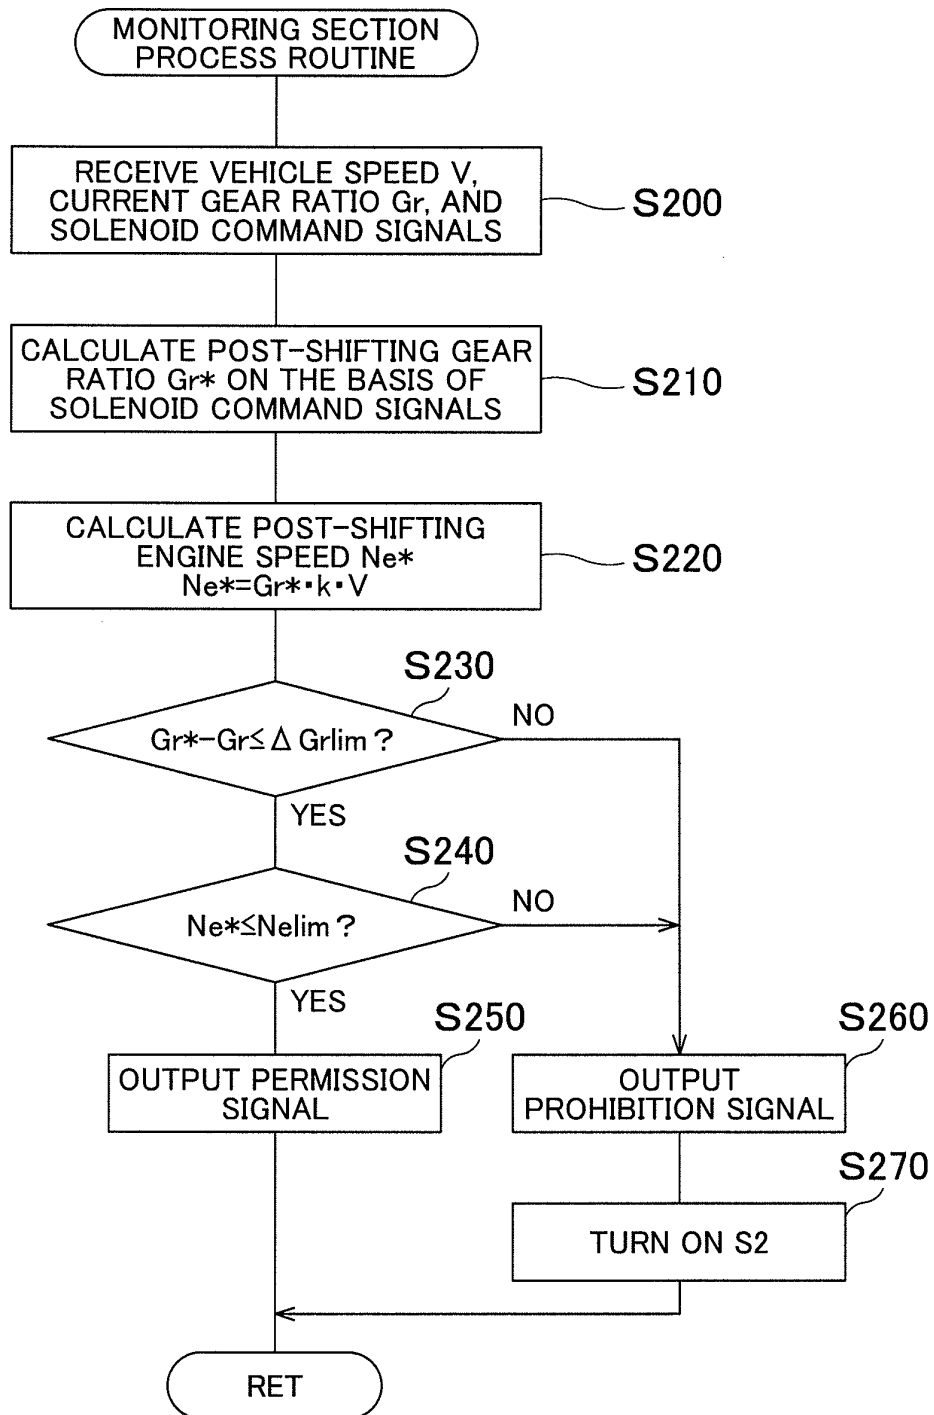 MONITORING SECTION
PROCESS ROUTINE
RECEIVE VEHICLE SPEED V,
CURRENT GEAR RATIO Gr, AND
SOLENOID COMMAND SIGNALS
S200
CALCULATE POST-SHIFTING GEAR
RATIO Gr* ON THE BASIS OF
SOLENOID COMMAND SIGNALS
S210
CALCULATE POST-SHIFTING
ENGINE SPEED Ne*
Ne*=Gr*·k·V
S220
S230
Gr*-Gr≤ΔGrlim?
NO
YES
S240
Ne*≤Nelim?
NO
YES
S250
OUTPUT PERMISSION
SIGNAL
S260
OUTPUT
PROHIBITION SIGNAL
S270
TURN ON S2
RET